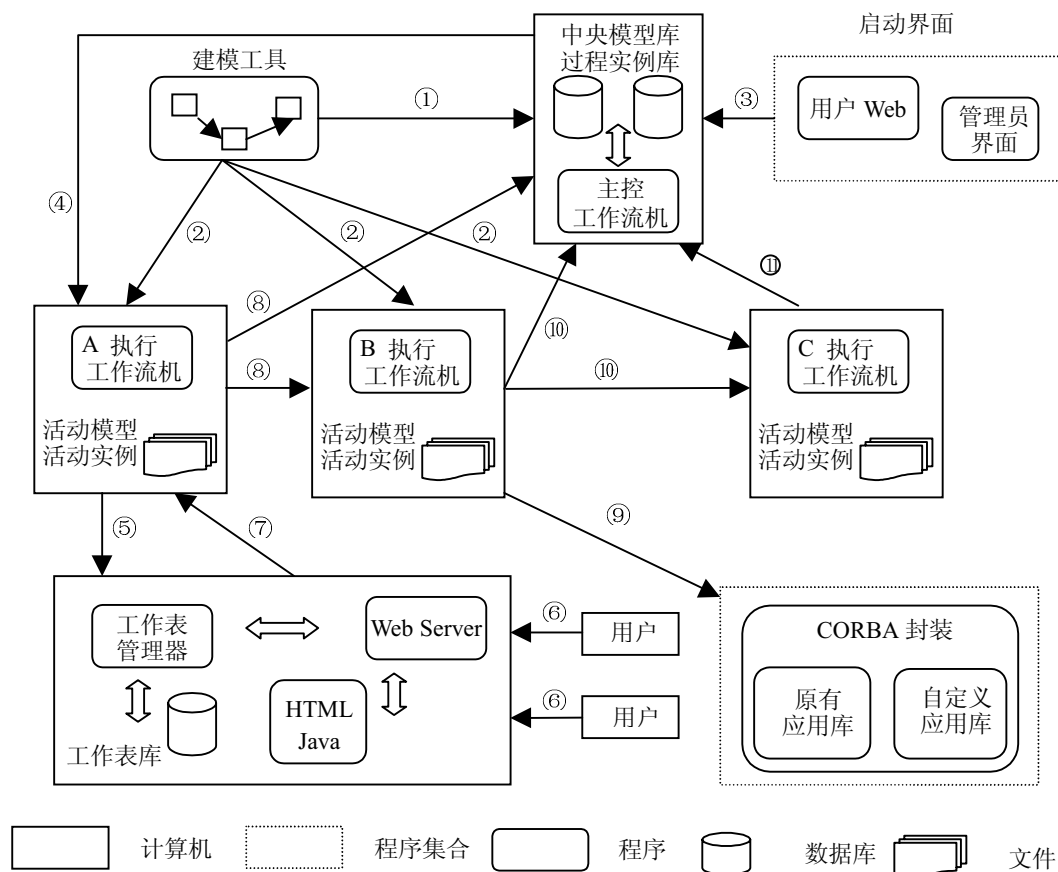 启动界面
中央模型库
过程实例库
建模工具
①
③
用户 Web
管理员
界面
主控
工作流机
④
②
②
②
⑧
⑪
⑩
A 执行
工作流机
⑧
B 执行
工作流机
⑩
C 执行
工作流机
活动模型
活动实例
活动模型
活动实例
活动模型
活动实例
⑤
⑦
⑨
工作表
管理器
Web Server
⑥
用户
CORBA 封装
HTML
Java
⑥
用户
原有
应用库
自定义
应用库
工作表库
计算机
程序集合
程序
数据库
文件